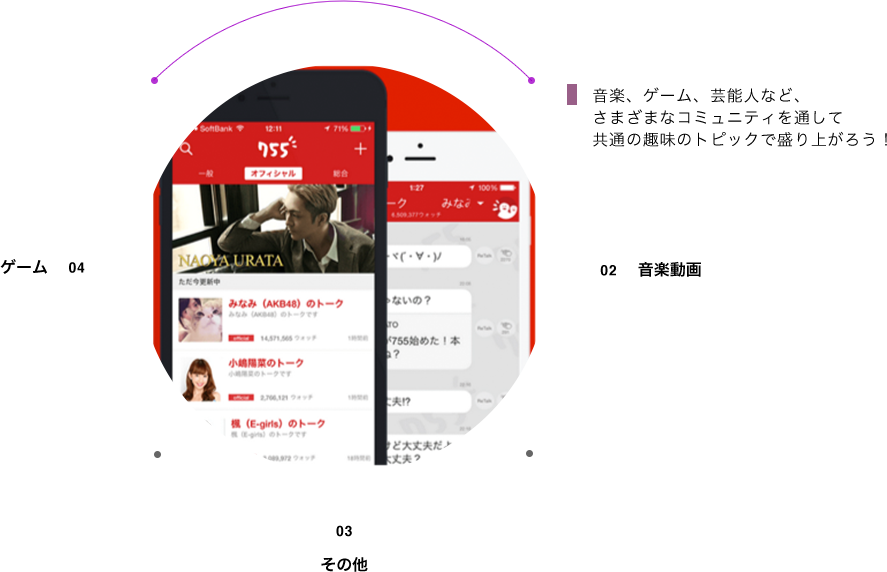 音楽、ゲーム、芸能人など、
さまざまなコミュニティを通して
共通の趣味のトピックで盛り上がろう！
SoftBank 12:11 71%
755
一般 オフィシャル 総合
NAOYA URATA
ただ今更新中
みなみ（AKB48）のトーク
みなみ（AKB48）のトークです
official 14,571,565 ウォッチ 1時間前
小嶋陽菜のトーク
小嶋陽菜のトークです
official 2,706,121 ウォッチ 1時間前
楓（E-girls）のトーク
楓（E-girls）のトークです
ウォッチ 18時間前
1:27 100%
ーク みなみ
6,509,377ウォッチ
ヾ(´・∀・)ﾉ
ないの？
ATO
が755始めた！本
ね？
丈夫!?
けど大丈夫だよ
大丈夫？
ゲーム 04
02 音楽動画
03
その他